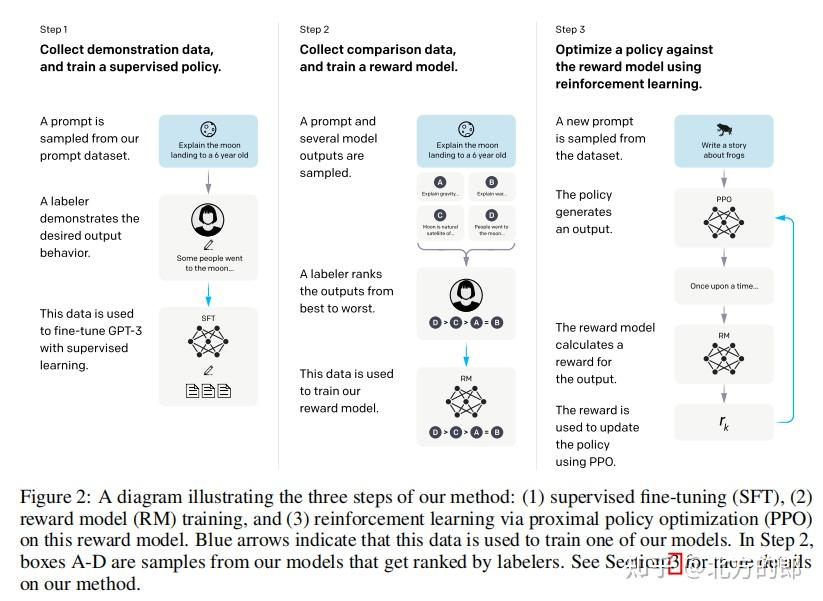 Step 1
Collect demonstration data,
and train a supervised policy.
A prompt is
sampled from our
prompt dataset.
Explain the moon
landing to a 6 year old
A labeler
demonstrates the
desired output
behavior.
Some people went
to the moon...
This data is used
to fine-tune GPT-3
with supervised
learning.
SFT
Step 2
Collect comparison data,
and train a reward model.
A prompt and
several model
outputs are
sampled.
Explain the moon
landing to a 6 year old
A
Explain gravity...
B
Explain war...
C
Moon is natural
satellite of...
D
People went to
the moon...
A labeler ranks
the outputs from
best to worst.
D > C > A = B
This data is used
to train our
reward model.
RM
D > C > A = B
Step 3
Optimize a policy against
the reward model using
reinforcement learning.
A new prompt
is sampled from
the dataset.
Write a story
about frogs
The policy
generates
an output.
PPO
Once upon a time...
The reward model
calculates a
reward for
the output.
RM
The reward is
used to update
the policy
using PPO.
rk
Figure 2: A diagram illustrating the three steps of our method: (1) supervised fine-tuning (SFT), (2)
reward model (RM) training, and (3) reinforcement learning via proximal policy optimization (PPO)
on this reward model. Blue arrows indicate that this data is used to train one of our models. In Step 2,
boxes A-D are samples from our models that get ranked by labelers. See Section 3 for more details
on our method.
知乎 @北方的郎